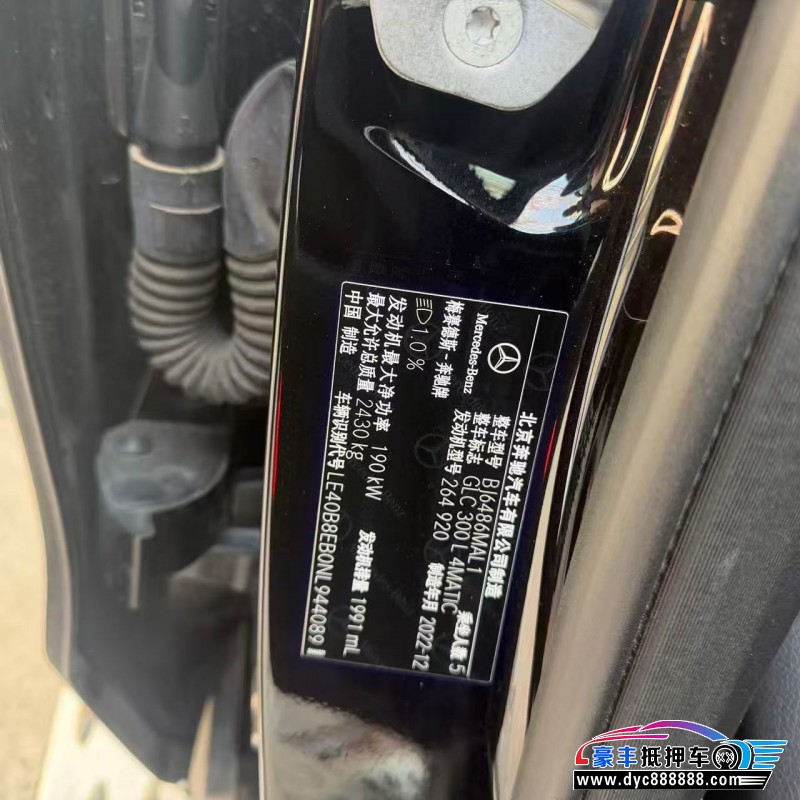 北京奔驰汽车有限公司制造
Mercedes-Benz
梅赛德斯-奔驰牌
整车型号 BJ6486MAL1
整车标志 GLC 300 L 4MATIC 乘坐人数 5
发动机型号 264 920 制造年月 2022-12
1.0%
发动机最大净功率 190 kW 发动机排量 1991 mL
最大允许总质量 2430 kg
中国 制造 车辆识别代号 LE40B8EB0NL944089
豪丰抵押车
www.dyc888888.com